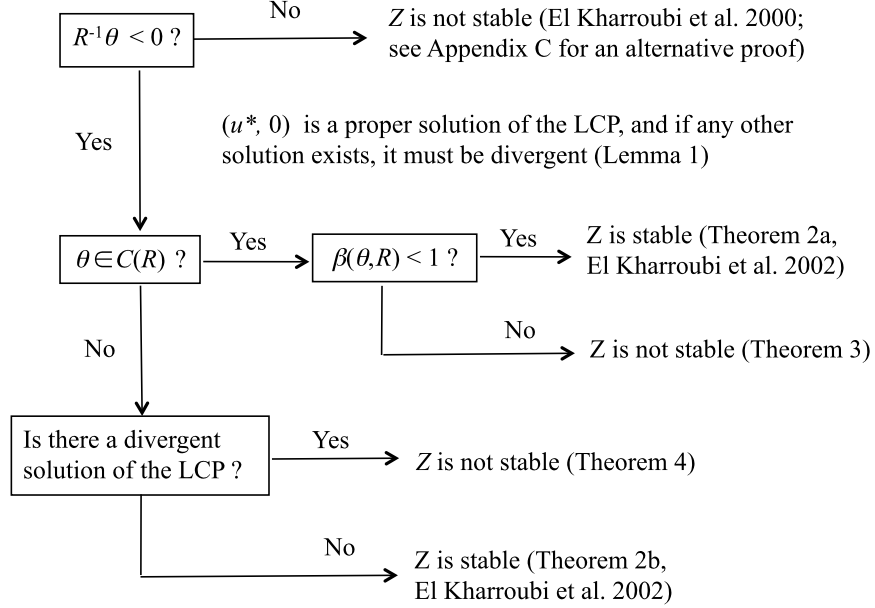 R⁻¹θ < 0 ?
No
Z is not stable (El Kharroubi et al. 2000;
see Appendix C for an alternative proof)
Yes
(u*, 0) is a proper solution of the LCP, and if any other
solution exists, it must be divergent (Lemma 1)
θ∈C(R) ?
Yes
β(θ,R) < 1 ?
Yes
Z is stable (Theorem 2a,
El Kharroubi et al. 2002)
No
Z is not stable (Theorem 3)
No
Is there a divergent
solution of the LCP ?
Yes
Z is not stable (Theorem 4)
No
Z is stable (Theorem 2b,
El Kharroubi et al. 2002)